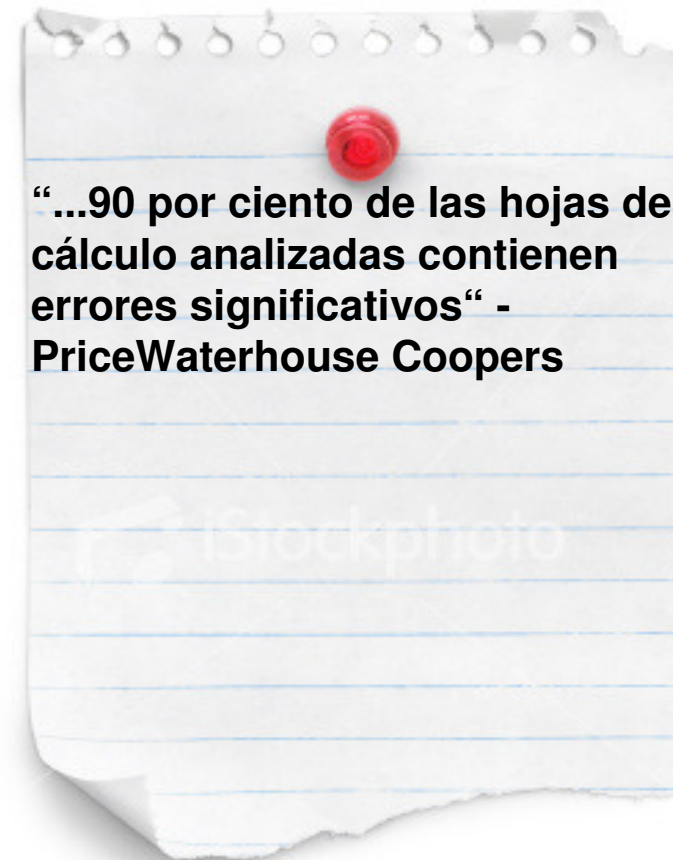 “...90 por ciento de las hojas de
cálculo analizadas contienen
errores significativos“ -
PriceWaterhouse Coopers
iStockphoto